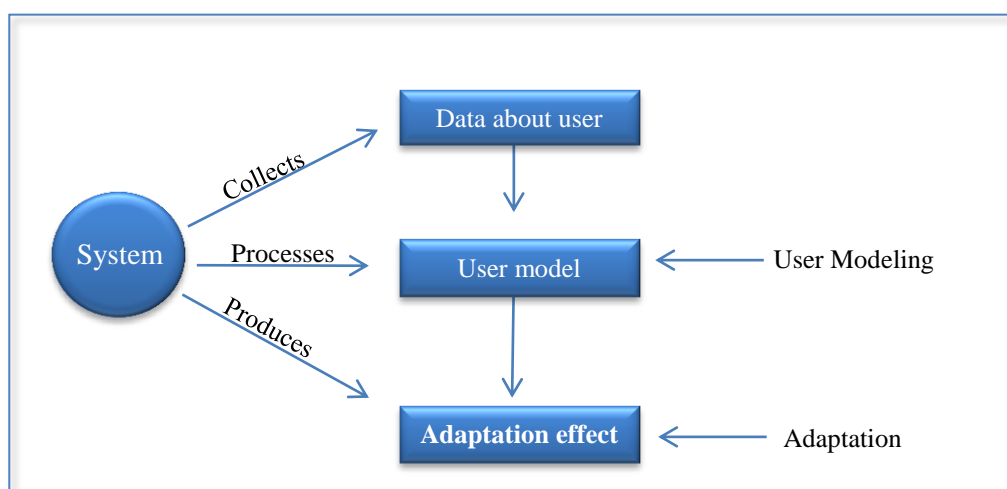 Data about user
Collects
System
Processes
User model
User Modeling
Produces
Adaptation effect
Adaptation